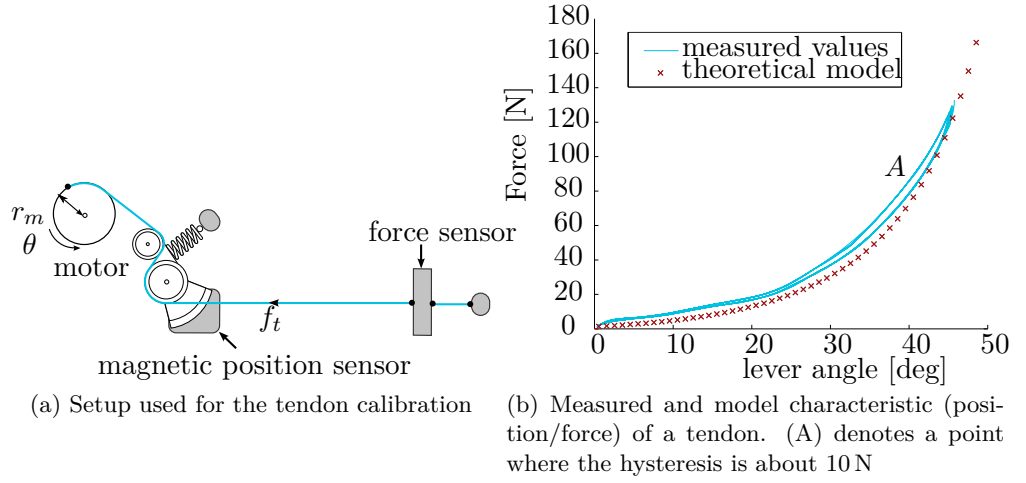 r_m
θ
motor
force sensor
f_t
magnetic position sensor
(a) Setup used for the tendon calibration
180
160
140
120
100
80
60
40
20
0
Force [N]
measured values
theoretical model
A
0 10 20 30 40 50
lever angle [deg]
(b) Measured and model characteristic (posi-
tion/force) of a tendon. (A) denotes a point
where the hysteresis is about 10 N